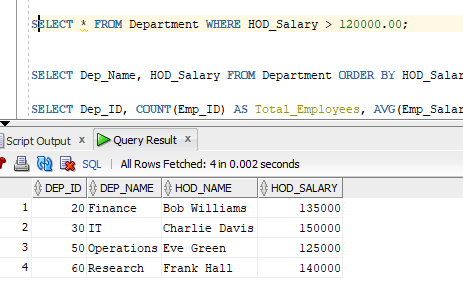 SELECT * FROM Department WHERE HOD_Salary > 120000.00;
SELECT Dep_Name, HOD_Salary FROM Department ORDER BY HOD_Salar
SELECT Dep_ID, COUNT(Emp_ID) AS Total_Employees, AVG(Emp_Salar
Script Output x Query Result x
SQL | All Rows Fetched: 4 in 0.002 seconds
DEP_ID DEP_NAME HOD_NAME HOD_SALARY
1 20 Finance Bob Williams 135000
2 30 IT Charlie Davis 150000
3 50 Operations Eve Green 125000
4 60 Research Frank Hall 140000